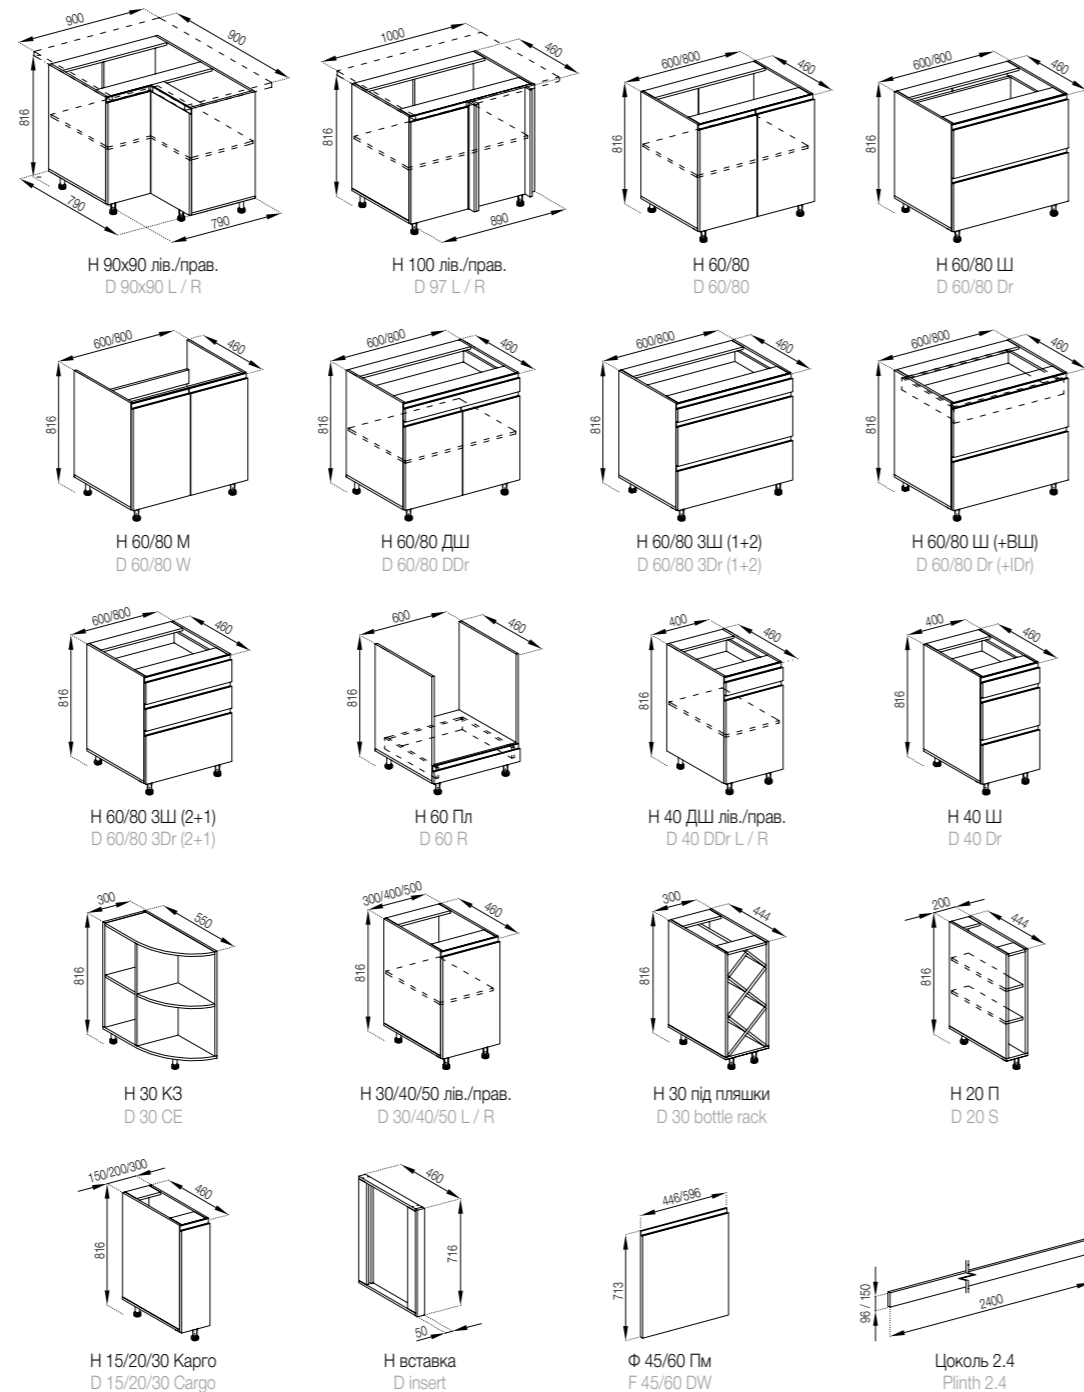 900
900
816
790
790
Н 90х90 лів./прав.
D 90x90 L / R
1000
460
816
890
Н 100 лів./прав.
D 97 L / R
600/800
460
816
Н 60/80
D 60/80
600/800
460
816
Н 60/80 Ш
D 60/80 Dr
600/800
460
816
Н 60/80 М
D 60/80 W
600/800
460
816
Н 60/80 ДШ
D 60/80 DDr
600/800
460
816
Н 60/80 3Ш (1+2)
D 60/80 3Dr (1+2)
600/800
460
816
Н 60/80 Ш (+ВШ)
D 60/80 Dr (+IDr)
600/800
460
816
Н 60/80 3Ш (2+1)
D 60/80 3Dr (2+1)
600
460
816
Н 60 Пл
D 60 R
400
460
816
Н 40 ДШ лів./прав.
D 40 DDr L / R
400
460
816
Н 40 Ш
D 40 Dr
300
550
816
Н 30 КЗ
D 30 CE
300/400/500
460
816
Н 30/40/50 лів./прав.
D 30/40/50 L / R
300
444
816
Н 30 під пляшки
D 30 bottle rack
200
444
816
Н 20 П
D 20 S
150/200/300
460
816
Н 15/20/30 Карго
D 15/20/30 Cargo
460
716
50
Н вставка
D insert
446/596
713
Ф 45/60 Пм
F 45/60 DW
96 / 150
2400
Цоколь 2.4
Plinth 2.4